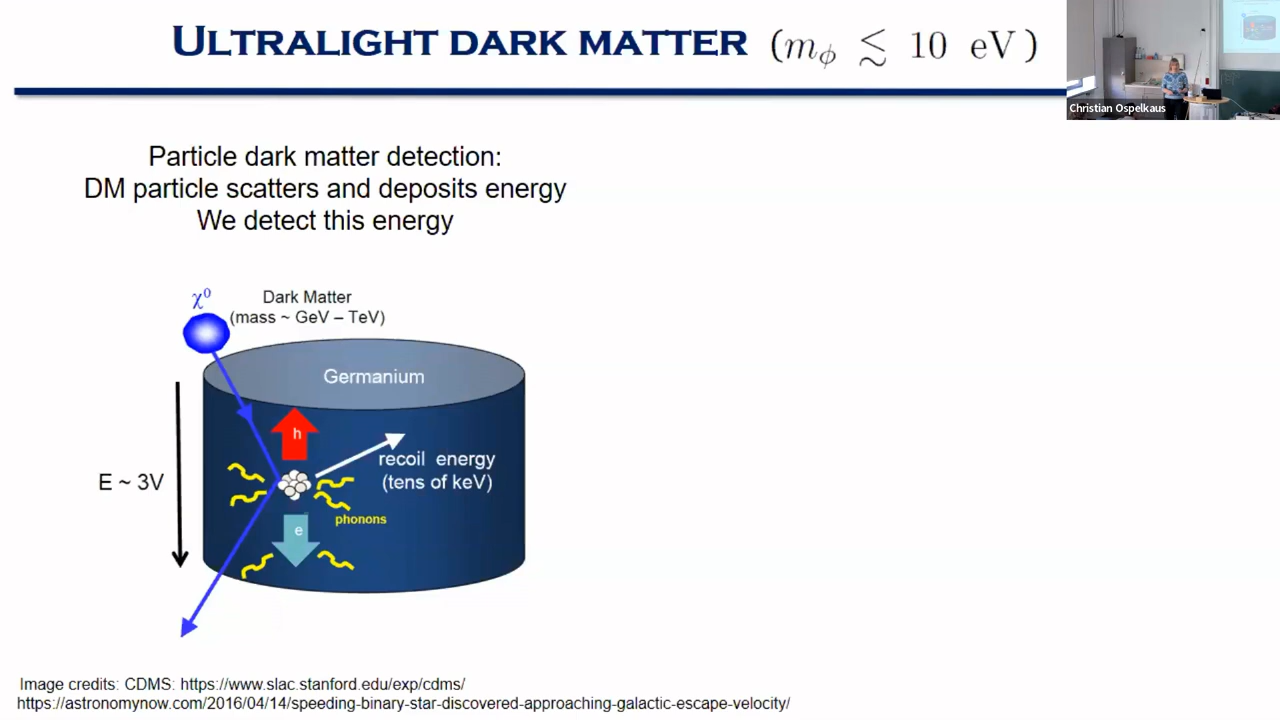 ULTRALIGHT DARK MATTER (mϕ ≲ 10 eV)
Christian Ospelkaus
Particle dark matter detection:
DM particle scatters and deposits energy
We detect this energy
χ⁰
Dark Matter
(mass ~ GeV – TeV)
Germanium
h
recoil energy
(tens of keV)
E ~ 3V
phonons
e
Image credits: CDMS: https://www.slac.stanford.edu/exp/cdms/
https://astronomynow.com/2016/04/14/speeding-binary-star-discovered-approaching-galactic-escape-velocity/